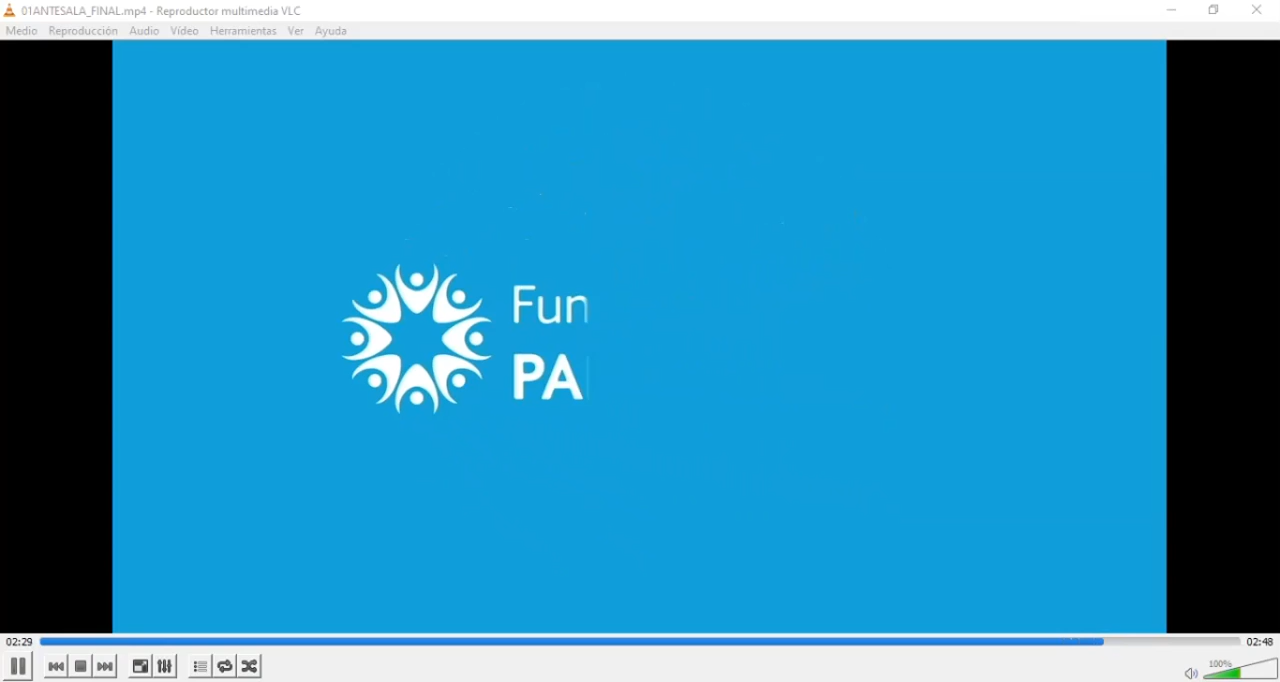 01ANTESALA_FINAL.mp4 - Reproductor multimedia VLC
Medio Reproducción Audio Vídeo Herramientas Ver Ayuda
Fun
PA
02:29
02:48
100%